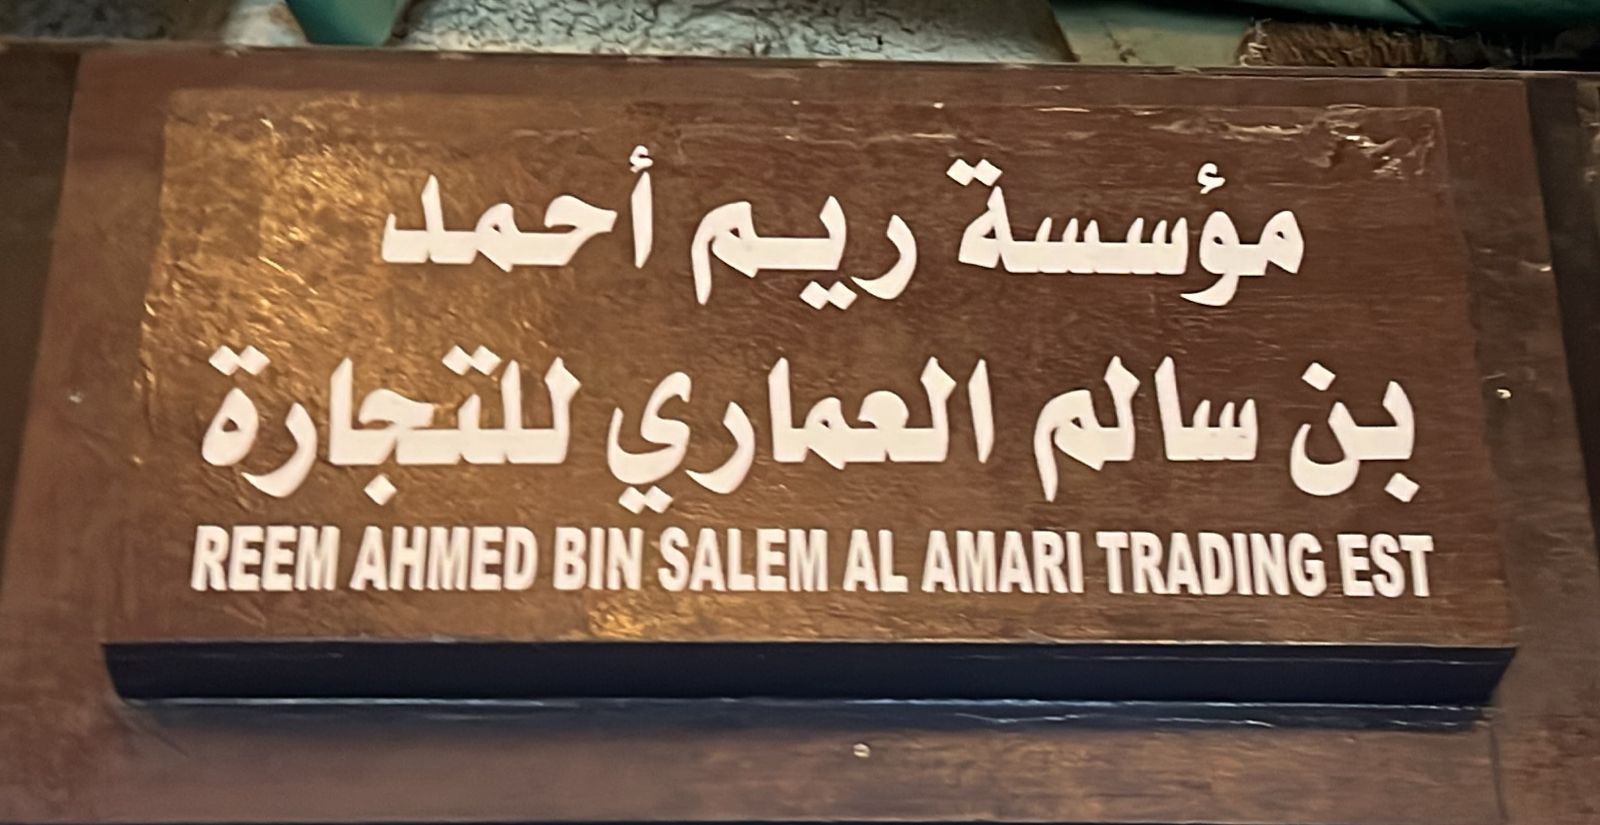 مؤسسة ريم أحمد
بن سالم العماري للتجارة
REEM AHMED BIN SALEM AL AMARI TRADING EST